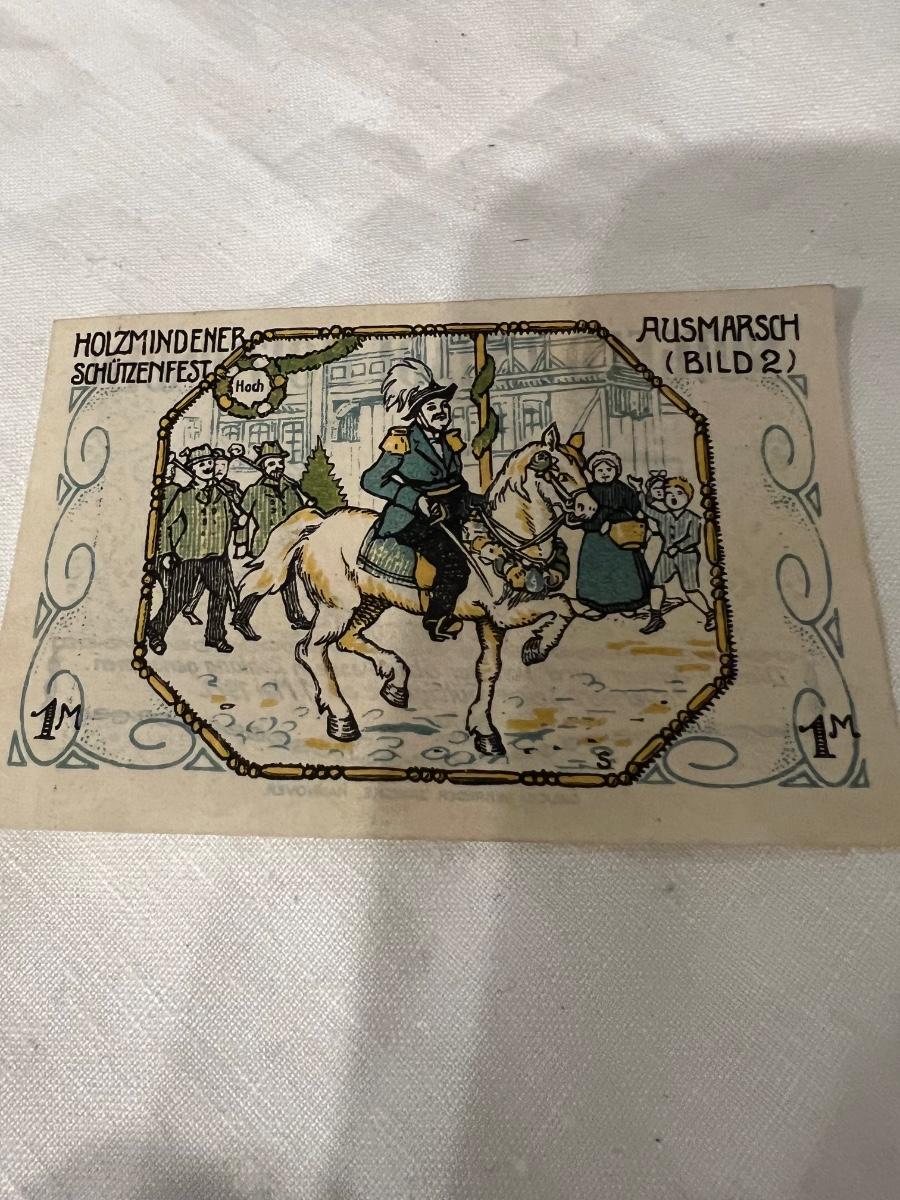 HOLZMINDENER
SCHÜTZENFEST
AUSMARSCH
(BILD 2)
Hoch
1M
1M
S